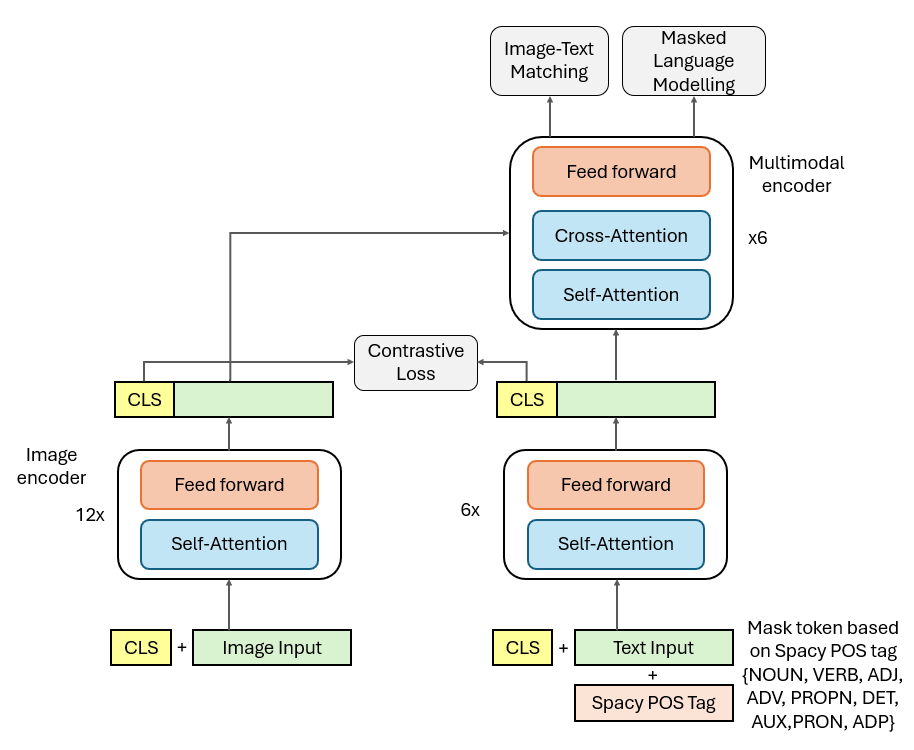 Image-Text
Matching
Masked
Language
Modelling
Feed forward
Multimodal
encoder
Cross-Attention
x6
Self-Attention
Contrastive
Loss
CLS
CLS
Image
encoder
12x
Feed forward
Self-Attention
6x
Feed forward
Self-Attention
CLS + Image Input
CLS + Text Input
+
Spacy POS Tag
Mask token based
on Spacy POS tag
{NOUN, VERB, ADJ,
ADV, PROPN, DET,
AUX,PRON, ADP}